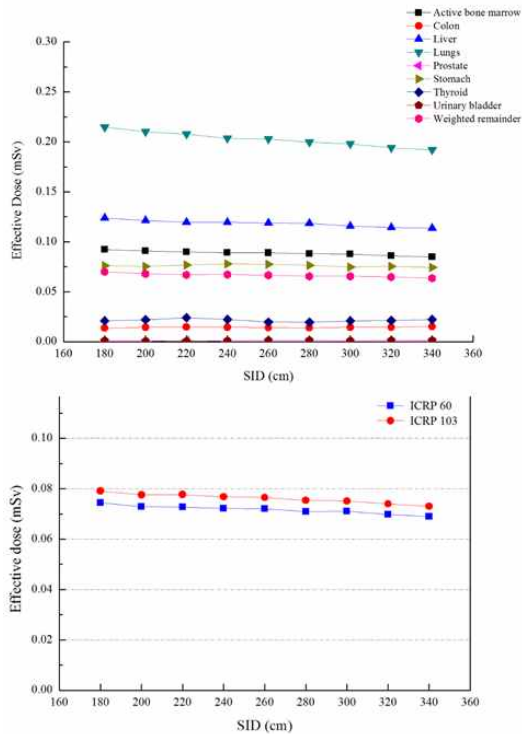 Active bone marrow
Colon
Liver
Lungs
Prostate
Stomach
Thyroid
Urinary bladder
Weighted remainder
Effective Dose (mSv)
0.30
0.25
0.20
0.15
0.10
0.05
0.00
160 180 200 220 240 260 280 300 320 340 360
SID (cm)
ICRP 60
ICRP 103
Effective dose (mSv)
0.10
0.08
0.06
0.04
0.02
0.00
160 180 200 220 240 260 280 300 320 340 360
SID (cm)